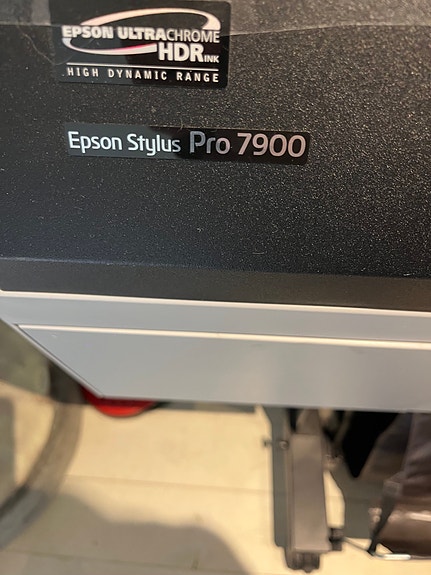 EPSON ULTRACHROME
HDR INK
HIGH DYNAMIC RANGE
Epson Stylus Pro 7900